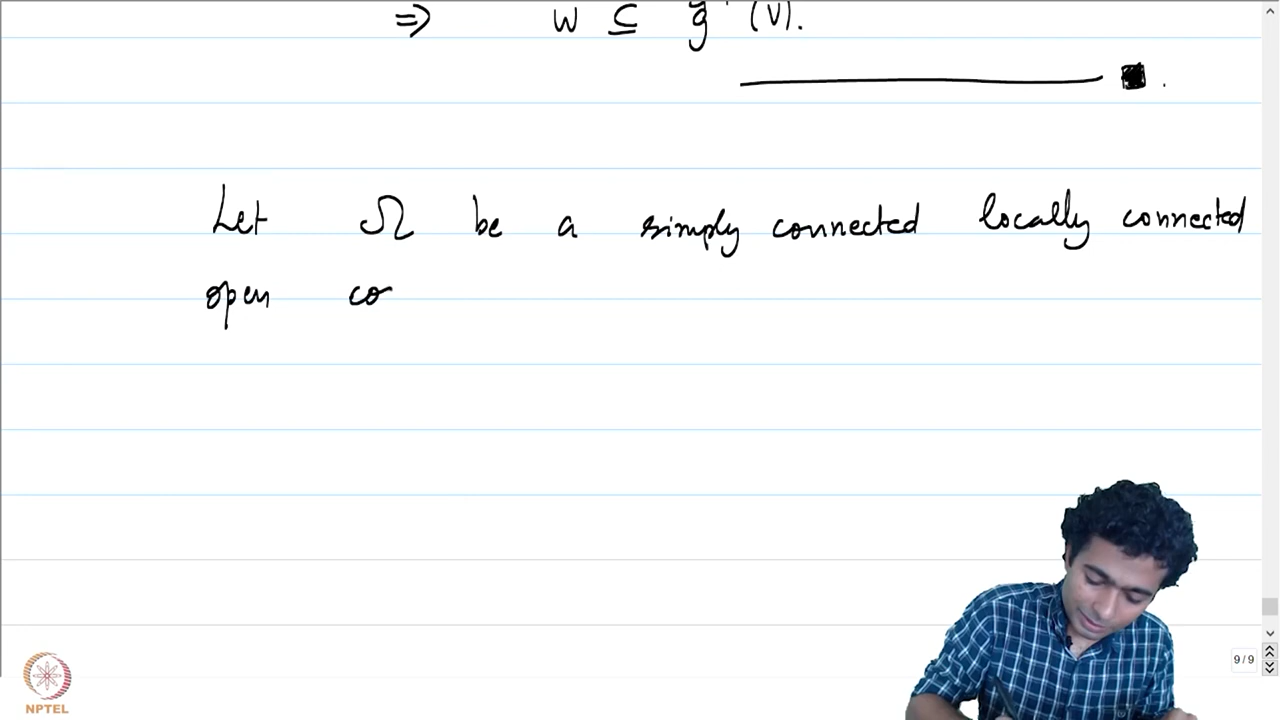 ⇒ W ⊆ g⁻¹(V).
Let Ω be a simply connected locally connected
open co
9 / 9
NPTEL